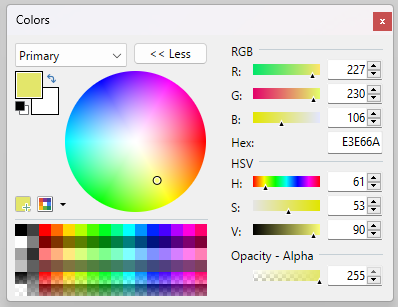 Colors
x
Primary
<< Less
RGB
R: 227
G: 230
B: 106
Hex: E3E66A
HSV
H: 61
S: 53
V: 90
Opacity - Alpha
255